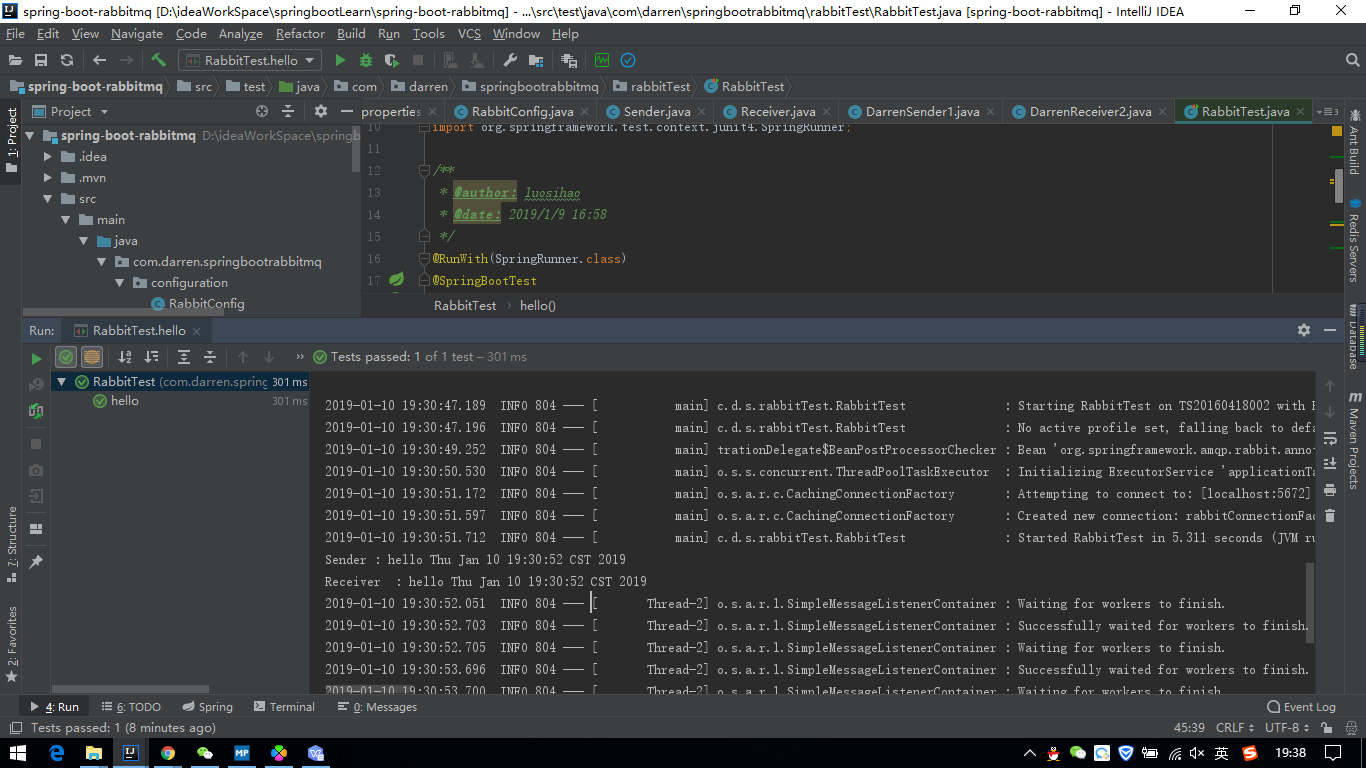 spring-boot-rabbitmq [D:\ideaWorkSpace\springbootLearn\spring-boot-rabbitmq] - ...\src\test\java\com\darren\springbootrabbitmq\rabbitTest\RabbitTest.java [spring-boot-rabbitmq] - IntelliJ IDEA
File Edit View Navigate Code Analyze Refactor Build Run Tools VCS Window Help
RabbitTest.hello
spring-boot-rabbitmq src test java com darren springbootrabbitmq rabbitTest RabbitTest
Project
properties RabbitConfig.java Sender.java Receiver.java DarrenSender1.java DarrenReceiver2.java RabbitTest.java
1: Project
spring-boot-rabbitmq D:\ideaWorkSpace\springb
.idea
.mvn
src
main
java
com.darren.springbootrabbitmq
configuration
RabbitConfig
10 import org.springframework.test.context.junit4.SpringRunner;
11
12 /**
13 * @author: luosihao
14 * @date: 2019/1/9 16:58
15 */
16 @RunWith(SpringRunner.class)
17 @SpringBootTest
RabbitTest hello()
Ant Build
Redis Servers
Database
Maven Projects
Run: RabbitTest.hello
Tests passed: 1 of 1 test – 301 ms
RabbitTest (com.darren.spring 301 ms
hello 301 ms
2019-01-10 19:30:47.189 INFO 804 --- [ main] c.d.s.rabbitTest.RabbitTest : Starting RabbitTest on TS20160418002 with
2019-01-10 19:30:47.196 INFO 804 --- [ main] c.d.s.rabbitTest.RabbitTest : No active profile set, falling back to defa
2019-01-10 19:30:49.252 INFO 804 --- [ main] trationDelegate$BeanPostProcessorChecker : Bean 'org.springframework.amqp.rabbit.anno
2019-01-10 19:30:50.530 INFO 804 --- [ main] o.s.s.concurrent.ThreadPoolTaskExecutor : Initializing ExecutorService 'applicationTa
2019-01-10 19:30:51.172 INFO 804 --- [ main] o.s.a.r.c.CachingConnectionFactory : Attempting to connect to: [localhost:5672]
2019-01-10 19:30:51.597 INFO 804 --- [ main] o.s.a.r.c.CachingConnectionFactory : Created new connection: rabbitConnectionFac
2019-01-10 19:30:51.712 INFO 804 --- [ main] c.d.s.rabbitTest.RabbitTest : Started RabbitTest in 5.311 seconds (JVM ru
Sender : hello Thu Jan 10 19:30:52 CST 2019
Receiver : hello Thu Jan 10 19:30:52 CST 2019
2019-01-10 19:30:52.051 INFO 804 --- [ Thread-2] o.s.a.r.l.SimpleMessageListenerContainer : Waiting for workers to finish.
2019-01-10 19:30:52.703 INFO 804 --- [ Thread-2] o.s.a.r.l.SimpleMessageListenerContainer : Successfully waited for workers to finish.
2019-01-10 19:30:52.705 INFO 804 --- [ Thread-2] o.s.a.r.l.SimpleMessageListenerContainer : Waiting for workers to finish.
2019-01-10 19:30:53.696 INFO 804 --- [ Thread-2] o.s.a.r.l.SimpleMessageListenerContainer : Successfully waited for workers to finish.
2019-01-10 19:30:53.700 INFO 804 --- [ Thread-2] o.s.a.r.l.SimpleMessageListenerContainer : Waiting for workers to finish.
7: Structure
2: Favorites
4: Run 6: TODO Spring Terminal 0: Messages Event Log
Tests passed: 1 (8 minutes ago) 45:39 CRLF UTF-8
英 19:38